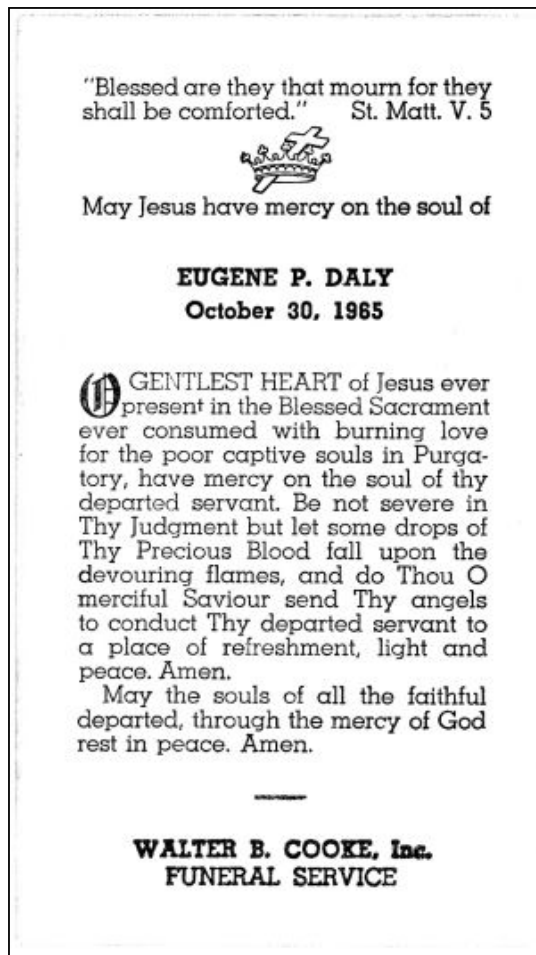 "Blessed are they that mourn for they
shall be comforted." St. Matt. V. 5
May Jesus have mercy on the soul of
EUGENE P. DALY
October 30, 1965
O GENTLEST HEART of Jesus ever
present in the Blessed Sacrament
ever consumed with burning love
for the poor captive souls in Purga-
tory, have mercy on the soul of thy
departed servant. Be not severe in
Thy Judgment but let some drops of
Thy Precious Blood fall upon the
devouring flames, and do Thou O
merciful Saviour send Thy angels
to conduct Thy departed servant to
a place of refreshment, light and
peace. Amen.
May the souls of all the faithful
departed, through the mercy of God
rest in peace. Amen.
WALTER B. COOKE, Inc.
FUNERAL SERVICE